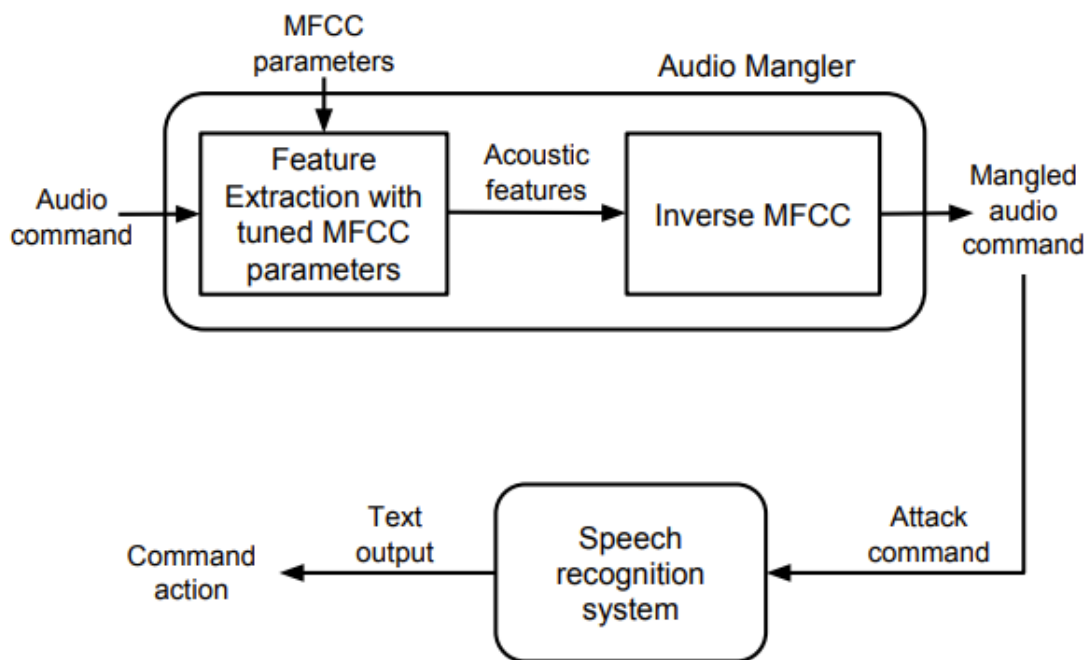 MFCC
parameters
Audio Mangler
Audio
command
Feature
Extraction with
tuned MFCC
parameters
Acoustic
features
Inverse MFCC
Mangled
audio
command
Attack
command
Speech
recognition
system
Text
output
Command
action